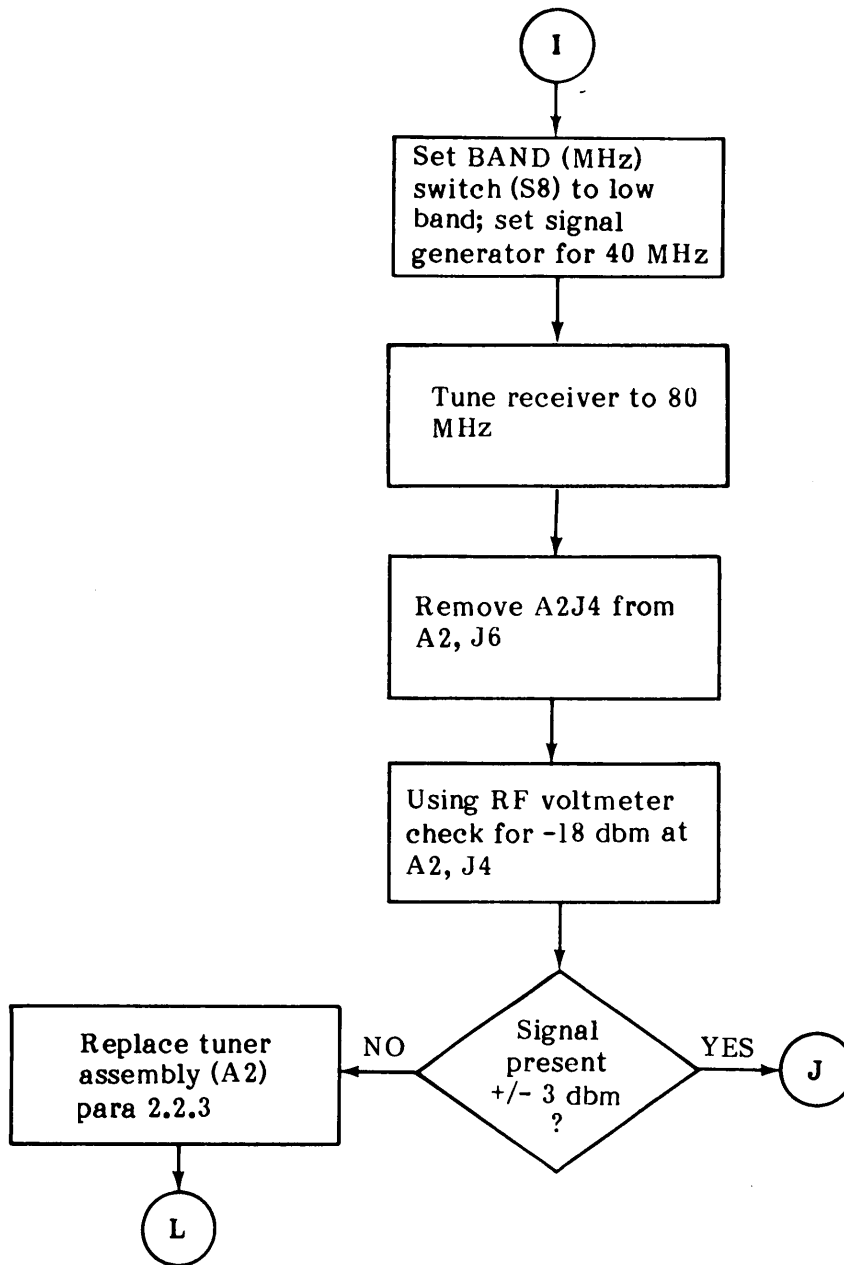 I
Set BAND (MHz)
switch (S8) to low
band; set signal
generator for 40 MHz
Tune receiver to 80
MHz
Remove A2J4 from
A2, J6
Using RF voltmeter
check for -18 dbm at
A2, J4
Signal
present
+/- 3 dbm
?
NO
YES
Replace tuner
assembly (A2)
para 2.2.3
J
L